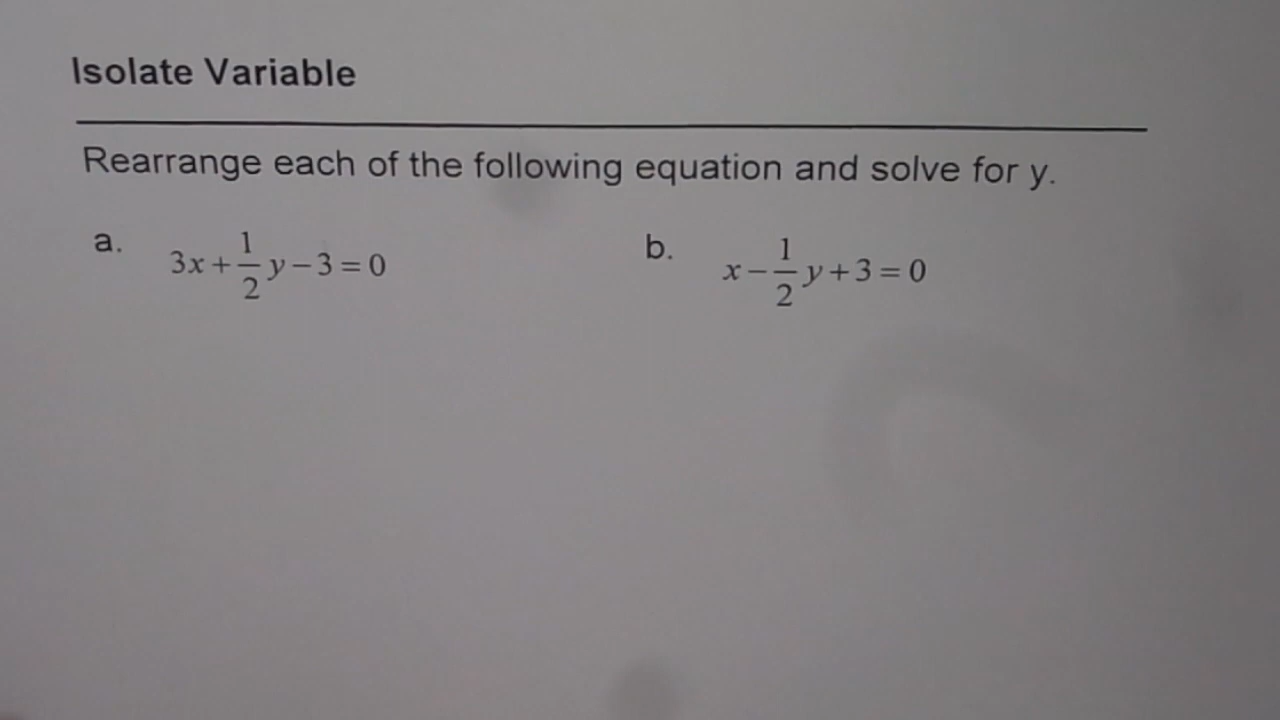 Isolate Variable
Rearrange each of the following equation and solve for y.
a. 3x + 1/2 y − 3 = 0
b. x − 1/2 y + 3 = 0